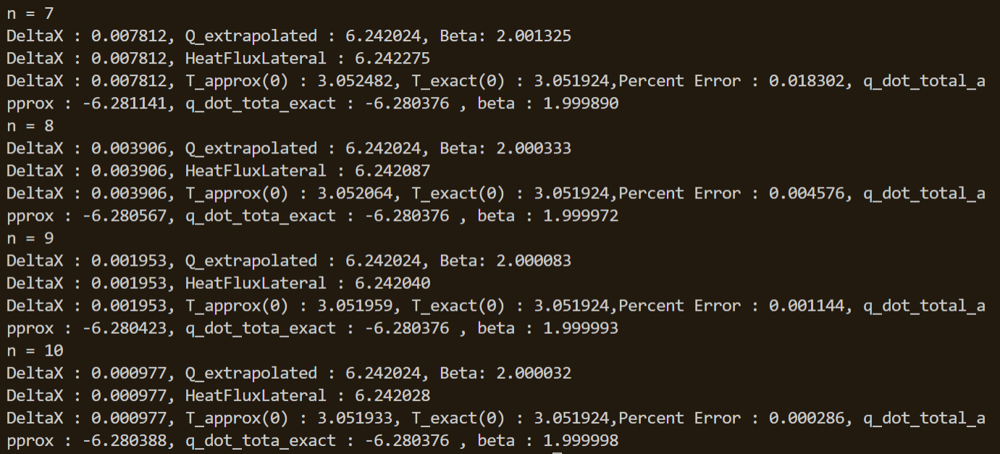 n = 7
DeltaX : 0.007812, Q_extrapolated : 6.242024, Beta: 2.001325
DeltaX : 0.007812, HeatFluxLateral : 6.242275
DeltaX : 0.007812, T_approx(0) : 3.052482, T_exact(0) : 3.051924,Percent Error : 0.018302, q_dot_total_a
pprox : -6.281141, q_dot_tota_exact : -6.280376 , beta : 1.999890
n = 8
DeltaX : 0.003906, Q_extrapolated : 6.242024, Beta: 2.000333
DeltaX : 0.003906, HeatFluxLateral : 6.242087
DeltaX : 0.003906, T_approx(0) : 3.052064, T_exact(0) : 3.051924,Percent Error : 0.004576, q_dot_total_a
pprox : -6.280567, q_dot_tota_exact : -6.280376 , beta : 1.999972
n = 9
DeltaX : 0.001953, Q_extrapolated : 6.242024, Beta: 2.000083
DeltaX : 0.001953, HeatFluxLateral : 6.242040
DeltaX : 0.001953, T_approx(0) : 3.051959, T_exact(0) : 3.051924,Percent Error : 0.001144, q_dot_total_a
pprox : -6.280423, q_dot_tota_exact : -6.280376 , beta : 1.999993
n = 10
DeltaX : 0.000977, Q_extrapolated : 6.242024, Beta: 2.000032
DeltaX : 0.000977, HeatFluxLateral : 6.242028
DeltaX : 0.000977, T_approx(0) : 3.051933, T_exact(0) : 3.051924,Percent Error : 0.000286, q_dot_total_a
pprox : -6.280388, q_dot_tota_exact : -6.280376 , beta : 1.999998